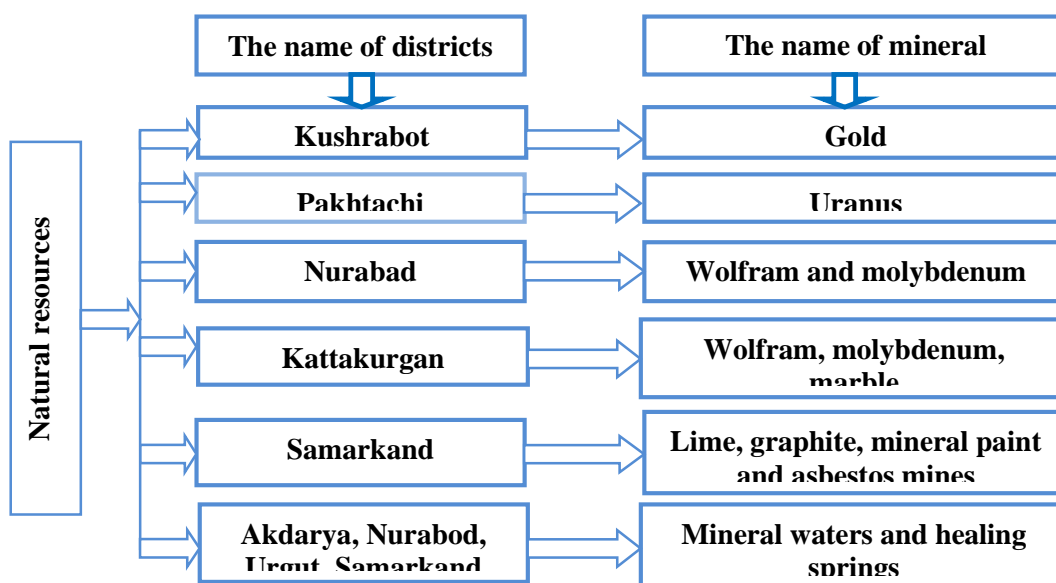 The name of districts
The name of mineral
Natural resources
Kushrabot
Gold
Pakhtachi
Uranus
Nurabad
Wolfram and molybdenum
Kattakurgan
Wolfram, molybdenum,
marble
Samarkand
Lime, graphite, mineral paint
and asbestos mines
Akdarya, Nurabod,
Urgut, Samarkand
Mineral waters and healing
springs